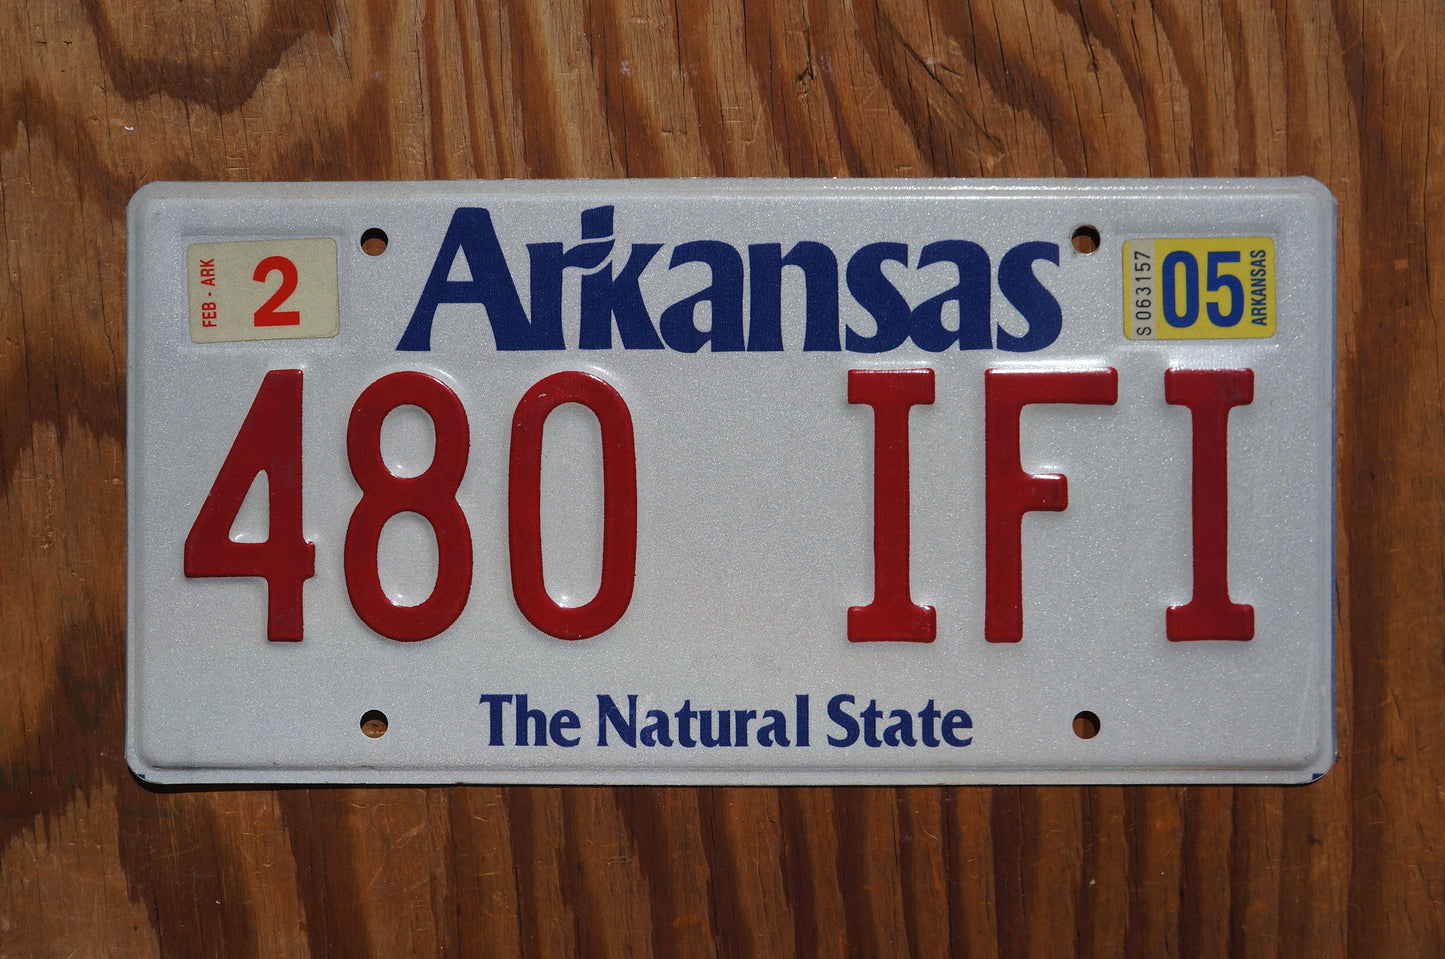 Arkansas
FEB - ARK
2
S 063157
05
ARKANSAS
480 IFI
The Natural State